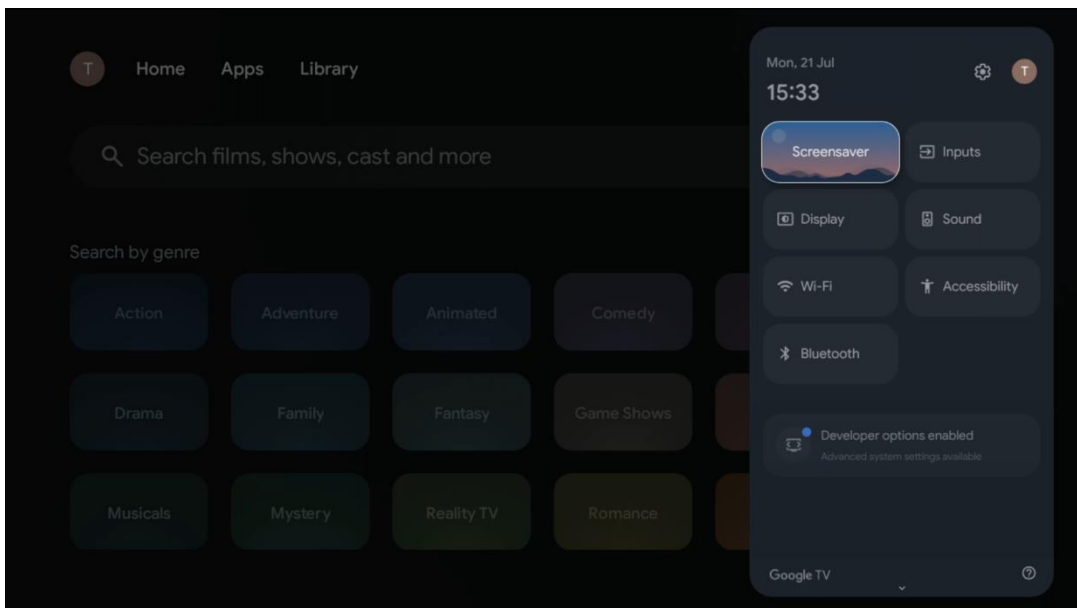 T
Home
Apps
Library
Search films, shows, cast and more
Search by genre
Action
Adventure
Animated
Comedy
Drama
Family
Fantasy
Game Shows
Musicals
Mystery
Reality TV
Romance
Mon, 21 Jul
15:33
T
Screensaver
Inputs
Display
Sound
Wi-Fi
Accessibility
Bluetooth
Developer options enabled
Advanced system settings available
Google TV